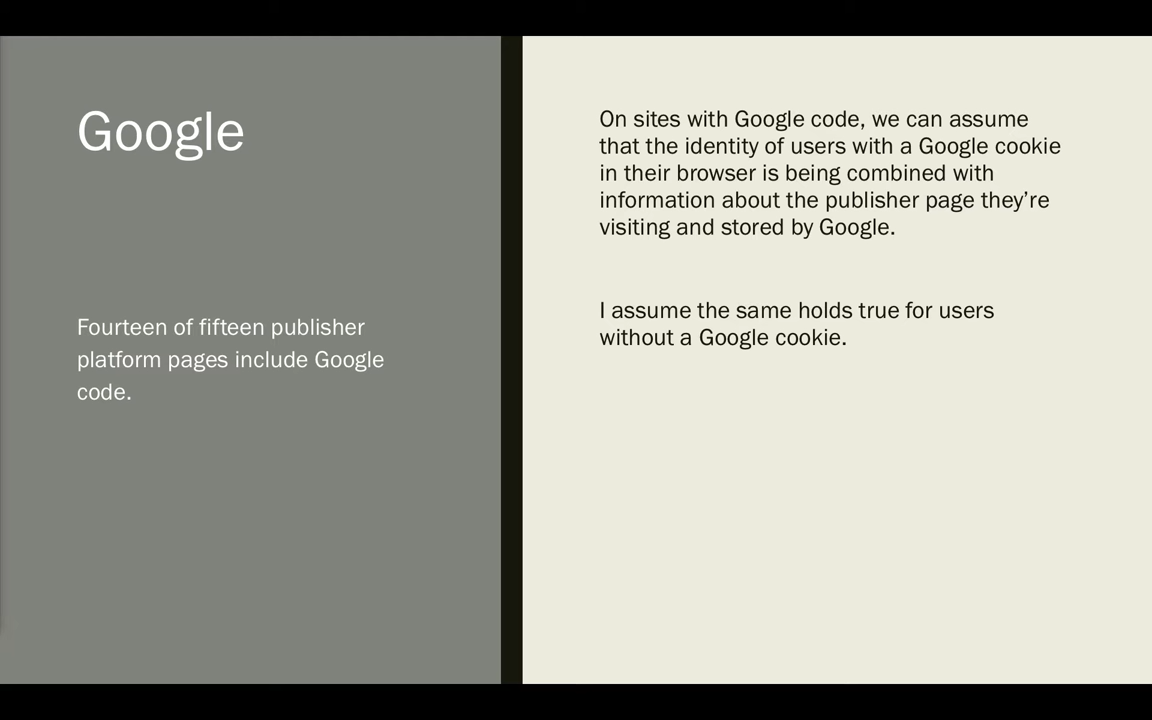 Google
Fourteen of fifteen publisher
platform pages include Google
code.
On sites with Google code, we can assume
that the identity of users with a Google cookie
in their browser is being combined with
information about the publisher page they’re
visiting and stored by Google.
I assume the same holds true for users
without a Google cookie.